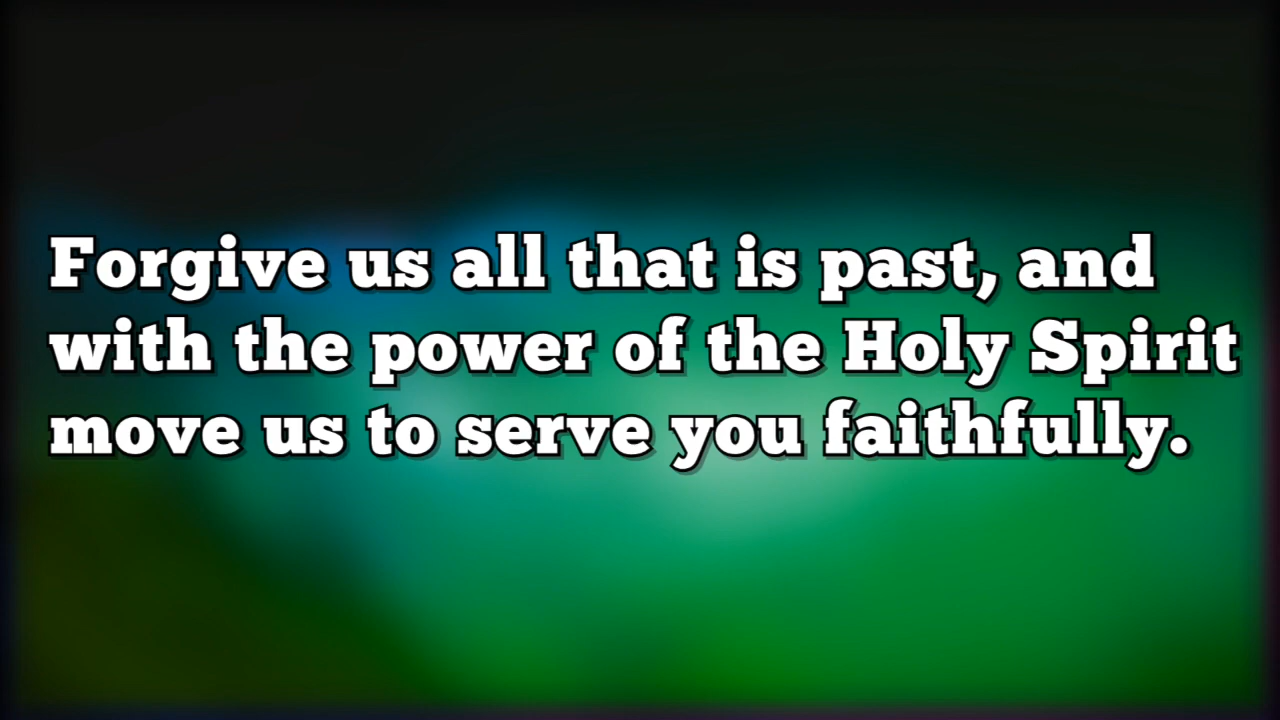 Forgive us all that is past, and
with the power of the Holy Spirit
move us to serve you faithfully.